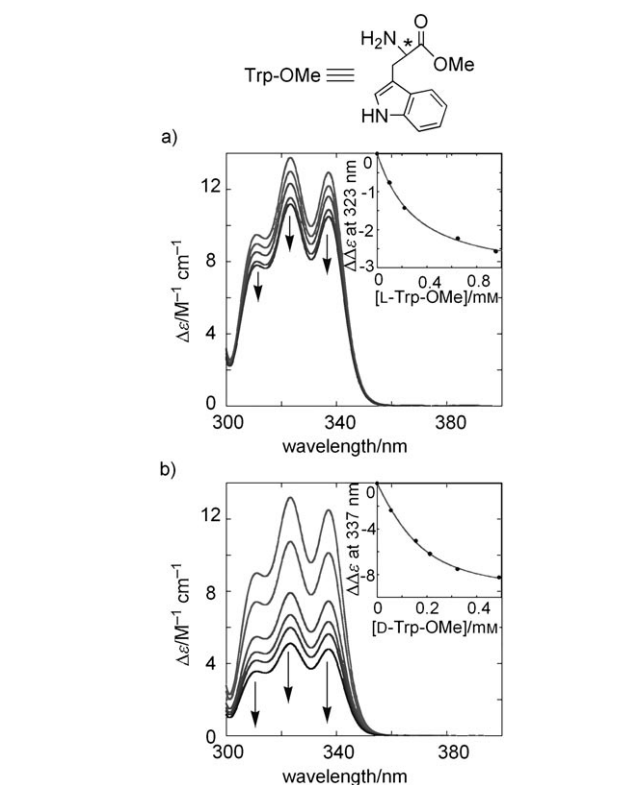 O
H₂N * OMe
Trp-OMe
HN
a)
Δε/M⁻¹ cm⁻¹
12
8
4
0
300 340 380
wavelength/nm
ΔΔε at 323 nm
0
-1
-2
-3
0 0.4 0.8
[L-Trp-OMe]/mM
b)
Δε/M⁻¹ cm⁻¹
12
8
4
0
300 340 380
wavelength/nm
ΔΔε at 337 nm
0
-4
-8
0 0.2 0.4
[D-Trp-OMe]/mM